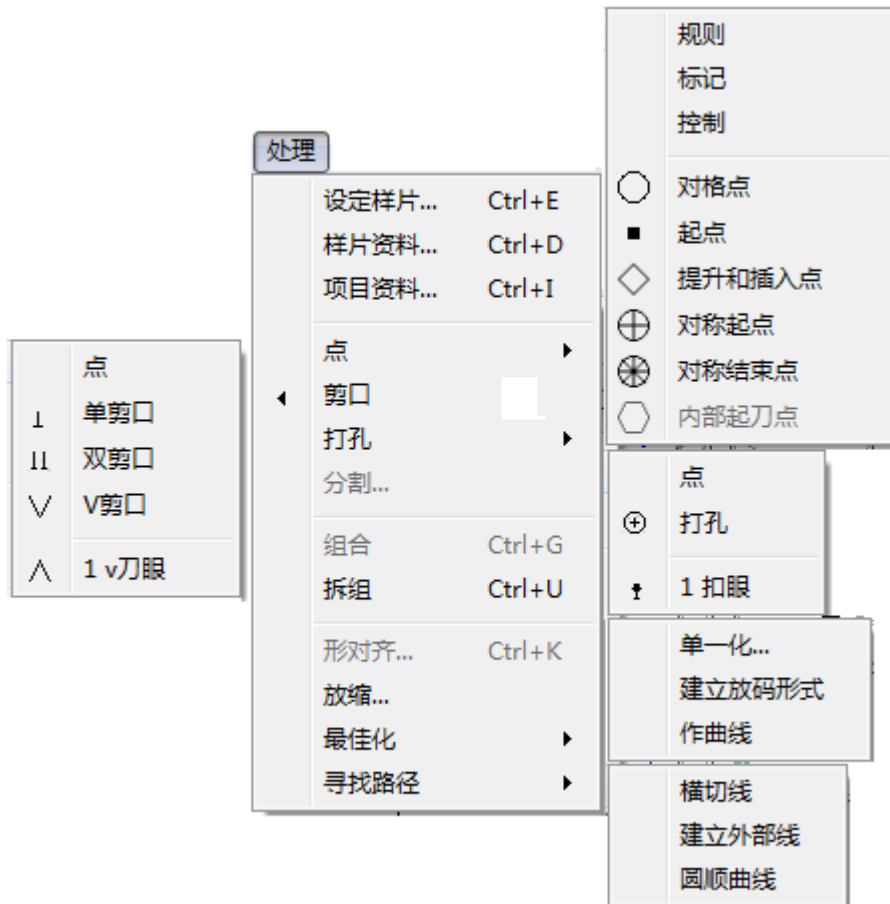 处理
设定样片... Ctrl+E
样片资料... Ctrl+D
项目资料... Ctrl+I
点
剪口
打孔
分割...
组合 Ctrl+G
拆组 Ctrl+U
形对齐... Ctrl+K
放缩...
最佳化
寻找路径
点
单剪口
双剪口
V剪口
1 v刀眼
规则
标记
控制
对格点
起点
提升和插入点
对称起点
对称结束点
内部起刀点
点
打孔
1 扣眼
单一化...
建立放码形式
作曲线
横切线
建立外部线
圆顺曲线